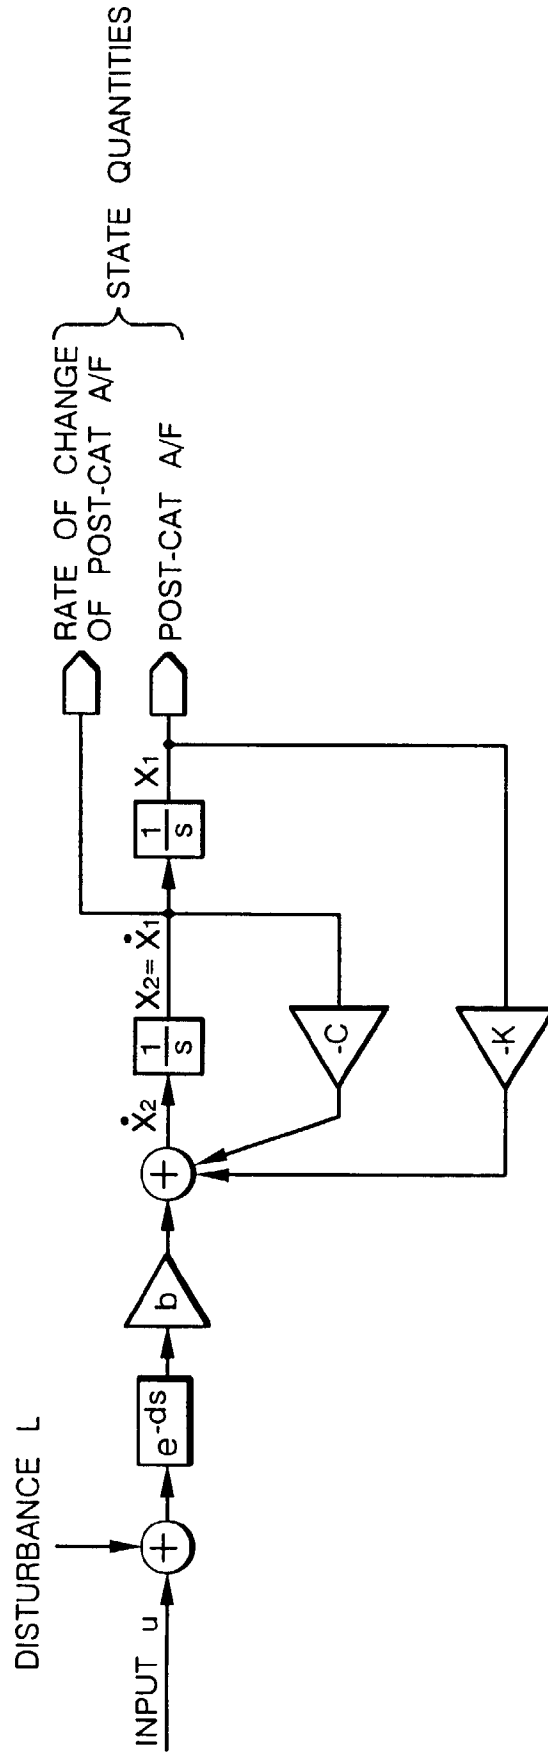 DISTURBANCE L
INPUT u
+
e^-ds
b
+
Ẋ2
1/s
X2=Ẋ1
1/s
X1
-C
-K
RATE OF CHANGE
OF POST-CAT A/F
POST-CAT A/F
STATE QUANTITIES